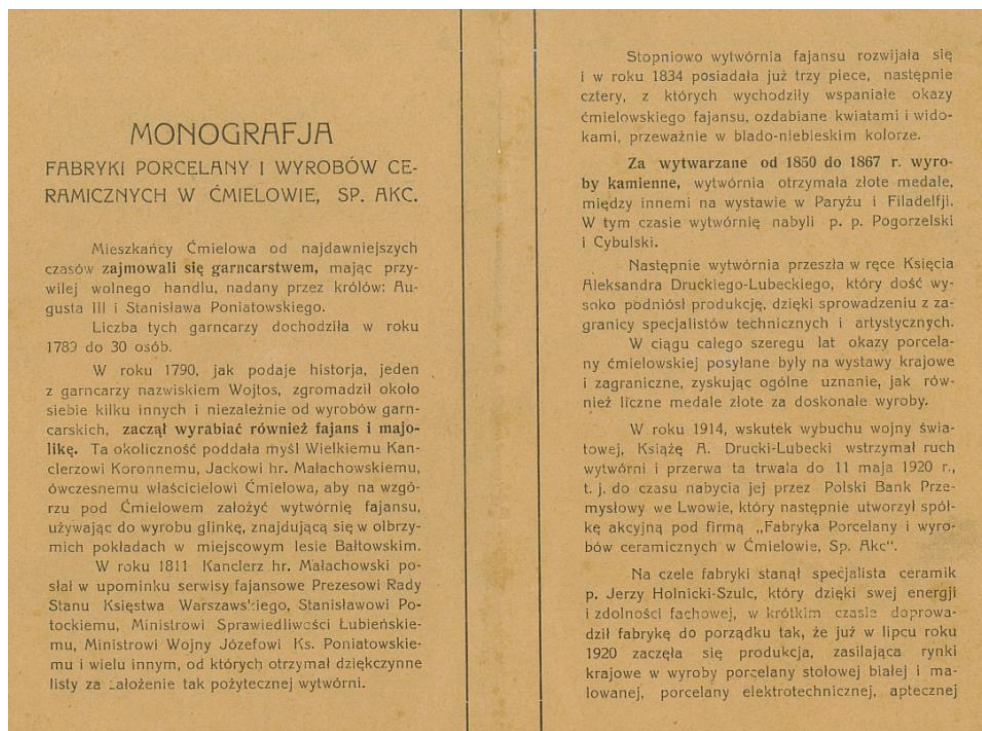 MONOGRAFJA
FABRYKI PORCELANY I WYROBÓW CE-
RAMICZNYCH W ĆMIELOWIE, SP. AKC.
Mieszkańcy Ćmielowa od najdawniejszych
czasów zajmowali się garncarstwem, mając przy-
wilej wolnego handlu, nadany przez królów: Au-
gusta III i Stanisława Poniatowskiego.
Liczba tych garncarzy dochodziła w roku
1789 do 30 osób.
W roku 1790, jak podaje historja, jeden
z garncarzy nazwiskiem Wojtos, zgromadził około
siebie kilku innych i niezależnie od wyrobów garn-
carskich, zaczął wyrabiać również fajans i majo-
likę. Ta okoliczność poddała myśl Wielkiemu Kan-
clerzowi Koronnemu, Jackowi hr. Małachowskiemu,
ówczesnemu właścicielowi Ćmielowa, aby na wzgó-
rzu pod Ćmielowem założyć wytwórnię fajansu,
używając do wyrobu glinkę, znajdującą się w olbrzy-
mich pokładach w miejscowym lesie Bałtowskim.
W roku 1811 Kanclerz hr. Małachowski po-
słał w upominku serwisy fajansowe Prezesowi Rady
Stanu Księstwa Warszawskiego, Stanisławowi Po-
tockiemu, Ministrowi Sprawiedliwości Łubieńskie-
mu, Ministrowi Wojny Józefowi Ks. Poniatowskie-
mu i wielu innym, od których otrzymał dziękczynne
listy za założenie tak pożytecznej wytwórni.
Stopniowo wytwórnia fajansu rozwijała się
i w roku 1834 posiadała już trzy piece, następnie
cztery, z których wychodziły wspaniałe okazy
ćmielowskiego fajansu, ozdabiane kwiatami i wido-
kami, przeważnie w blado-niebieskim kolorze.
Za wytwarzane od 1850 do 1867 r. wyro-
by kamienne, wytwórnia otrzymała złote medale,
między innemi na wystawie w Paryżu i Filadelfji.
W tym czasie wytwórnię nabyli p. p. Pogorzelski
i Cybulski.
Następnie wytwórnia przeszła w ręce Księcia
Aleksandra Druckiego-Lubeckiego, który dość wy-
soko podniósł produkcję, dzięki sprowadzeniu z za-
granicy specjalistów technicznych i artystycznych.
W ciągu całego szeregu lat okazy porcela-
ny ćmielowskiej posyłane były na wystawy krajowe
i zagraniczne, zyskując ogólne uznanie, jak rów-
nież liczne medale złote za doskonałe wyroby.
W roku 1914, wskutek wybuchu wojny świa-
towej, Książę A. Drucki-Lubecki wstrzymał ruch
wytwórni i przerwa ta trwała do 11 maja 1920 r.,
t. j. do czasu nabycia jej przez Polski Bank Prze-
mysłowy we Lwowie, który następnie utworzył spół-
kę akcyjną pod firmą „Fabryka Porcelany i wyro-
bów ceramicznych w Ćmielowie, Sp. Akc".
Na czele fabryki stanął specjalista ceramik
p. Jerzy Holnicki-Szulc, który dzięki swej energji
i zdolności fachowej, w krótkim czasie doprowa-
dził fabrykę do porządku tak, że już w lipcu roku
1920 zaczęła się produkcja, zasilająca rynki
krajowe w wyroby porcelany stołowej białej i ma-
lowanej, porcelany elektrotechnicznej, aptecznej